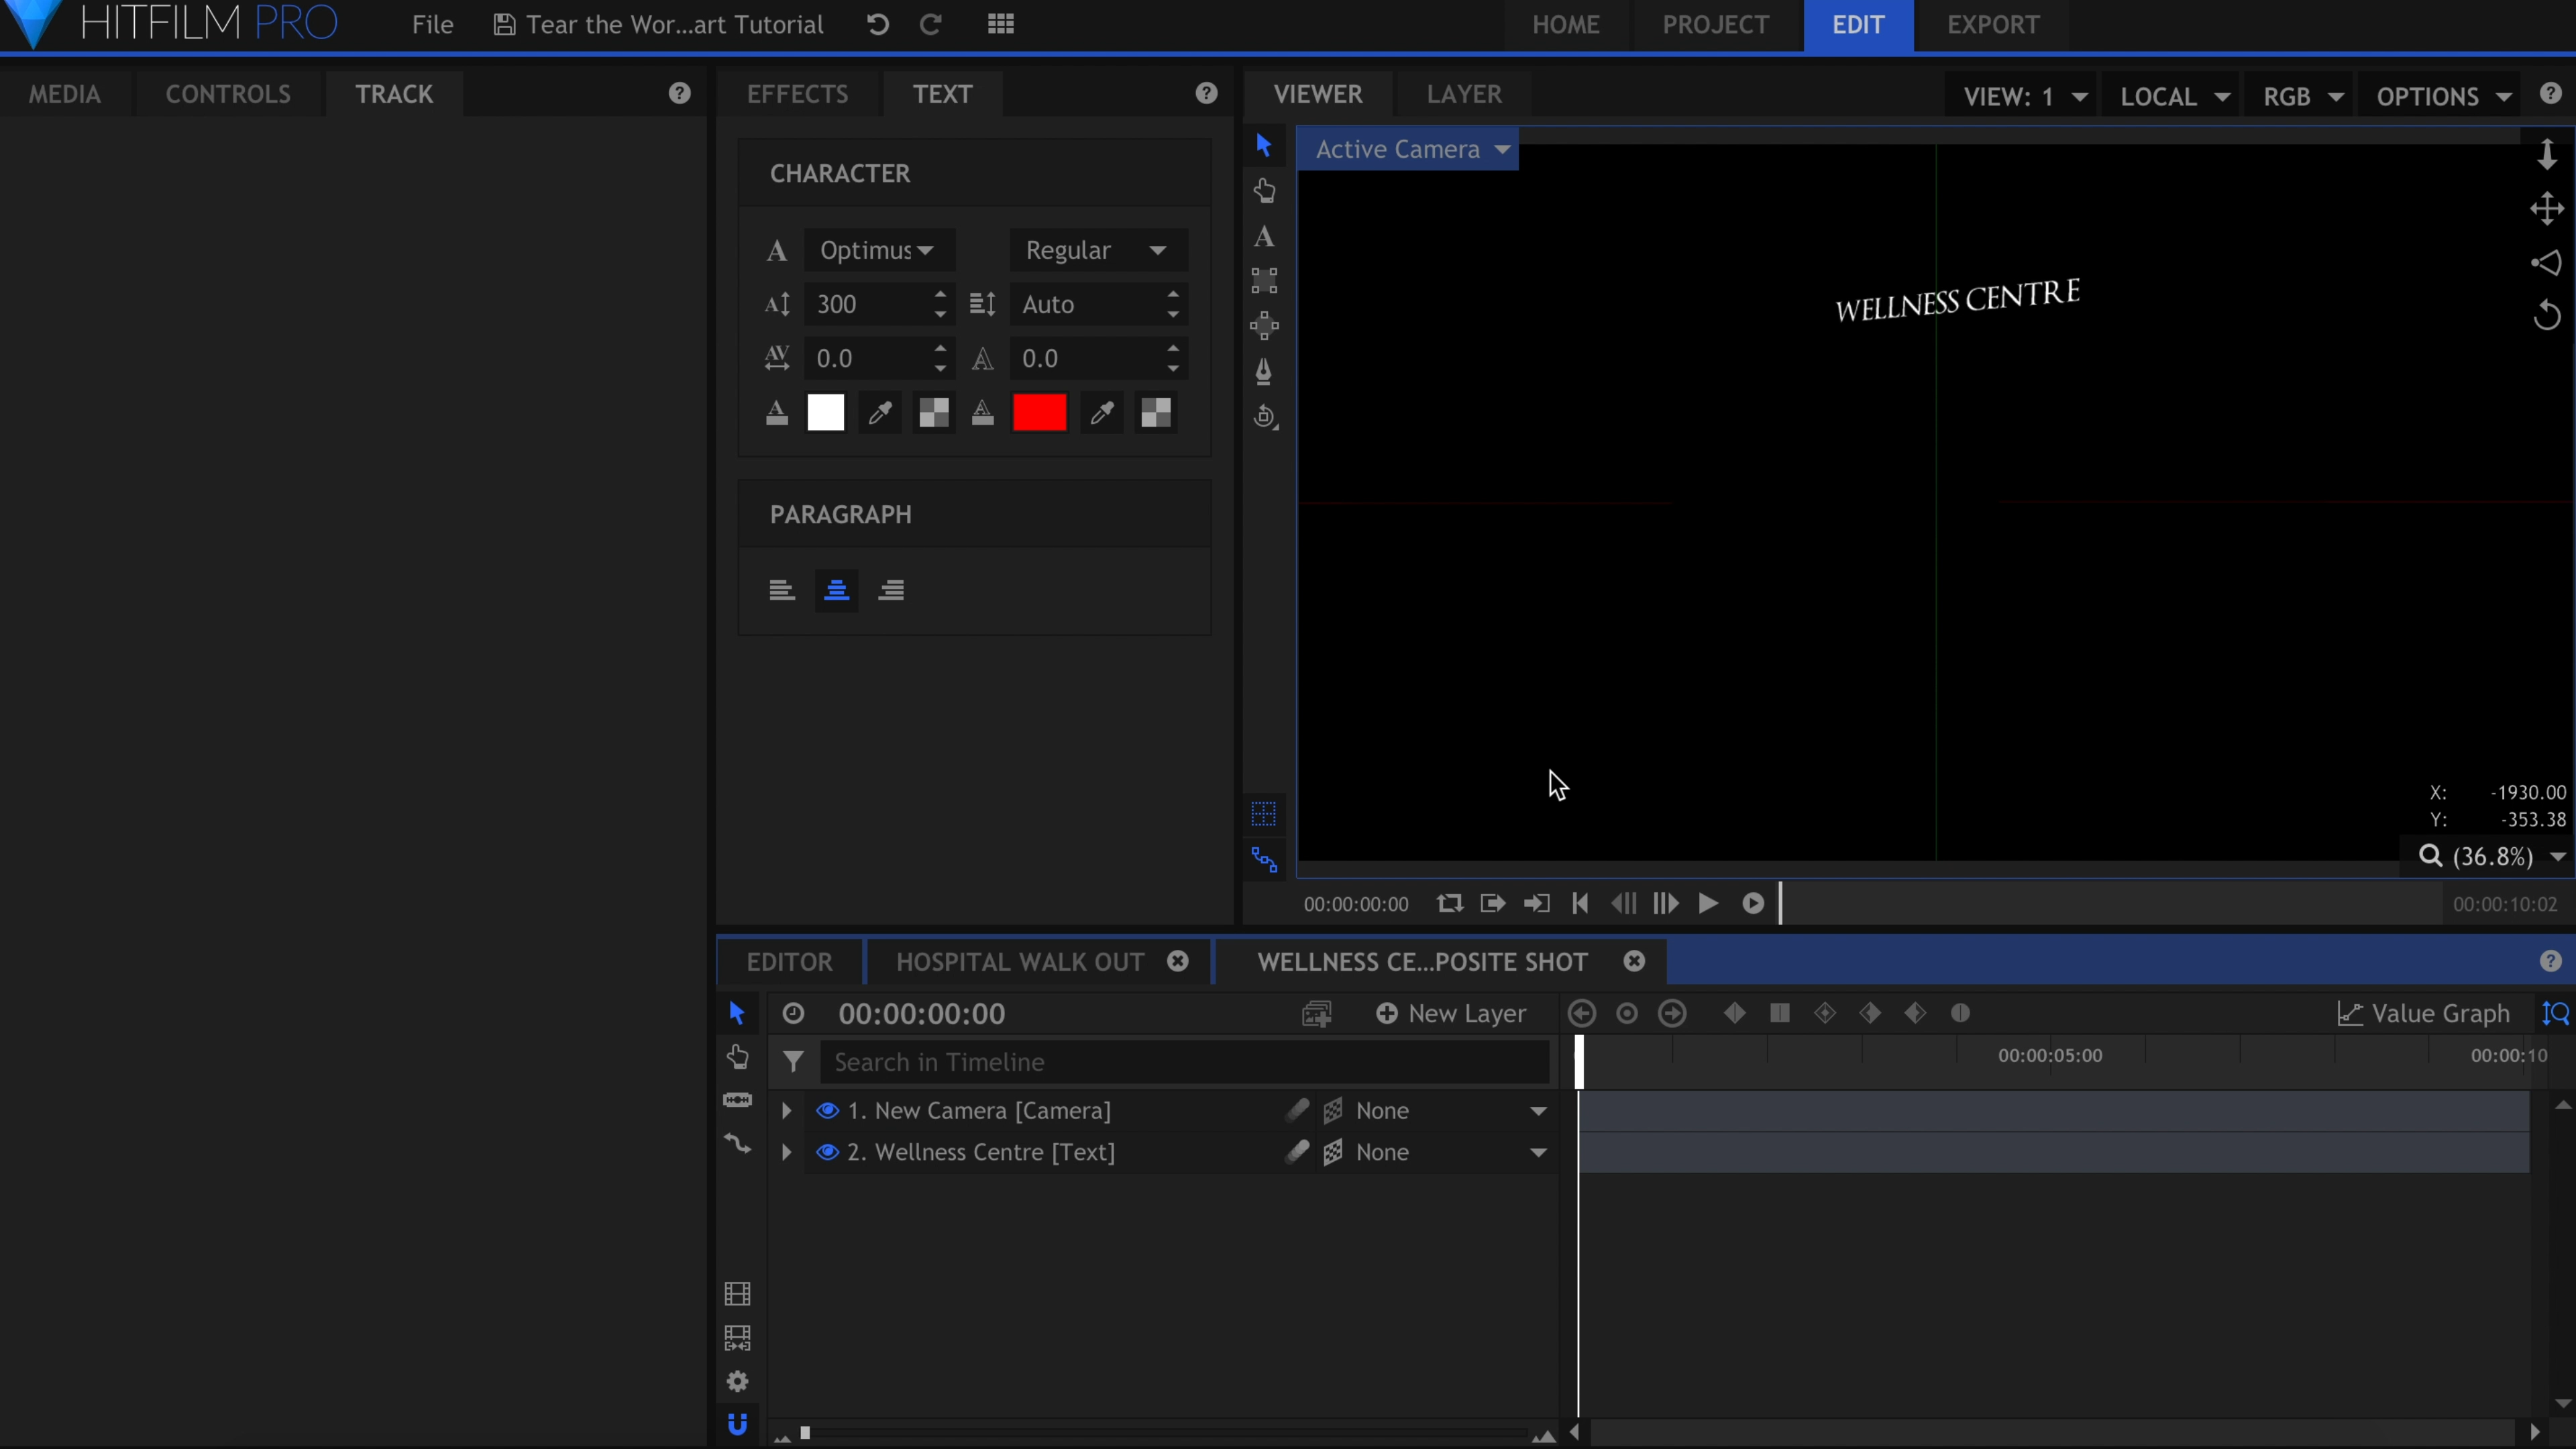 HITFILM PRO
File
Tear the Wor...art Tutorial
HOME
PROJECT
EDIT
EXPORT
MEDIA
CONTROLS
TRACK
EFFECTS
TEXT
VIEWER
LAYER
VIEW: 1
LOCAL
RGB
OPTIONS
CHARACTER
Optimus
Regular
300
Auto
0.0
0.0
PARAGRAPH
Active Camera
WELLNESS CENTRE
X: -1930.00
Y: -353.38
(36.8%)
00:00:00:00
00:00:10:02
EDITOR
HOSPITAL WALK OUT
WELLNESS CE...POSITE SHOT
00:00:00:00
New Layer
Value Graph
Search in Timeline
00:00:05:00
00:00:10
1. New Camera [Camera]
None
2. Wellness Centre [Text]
None